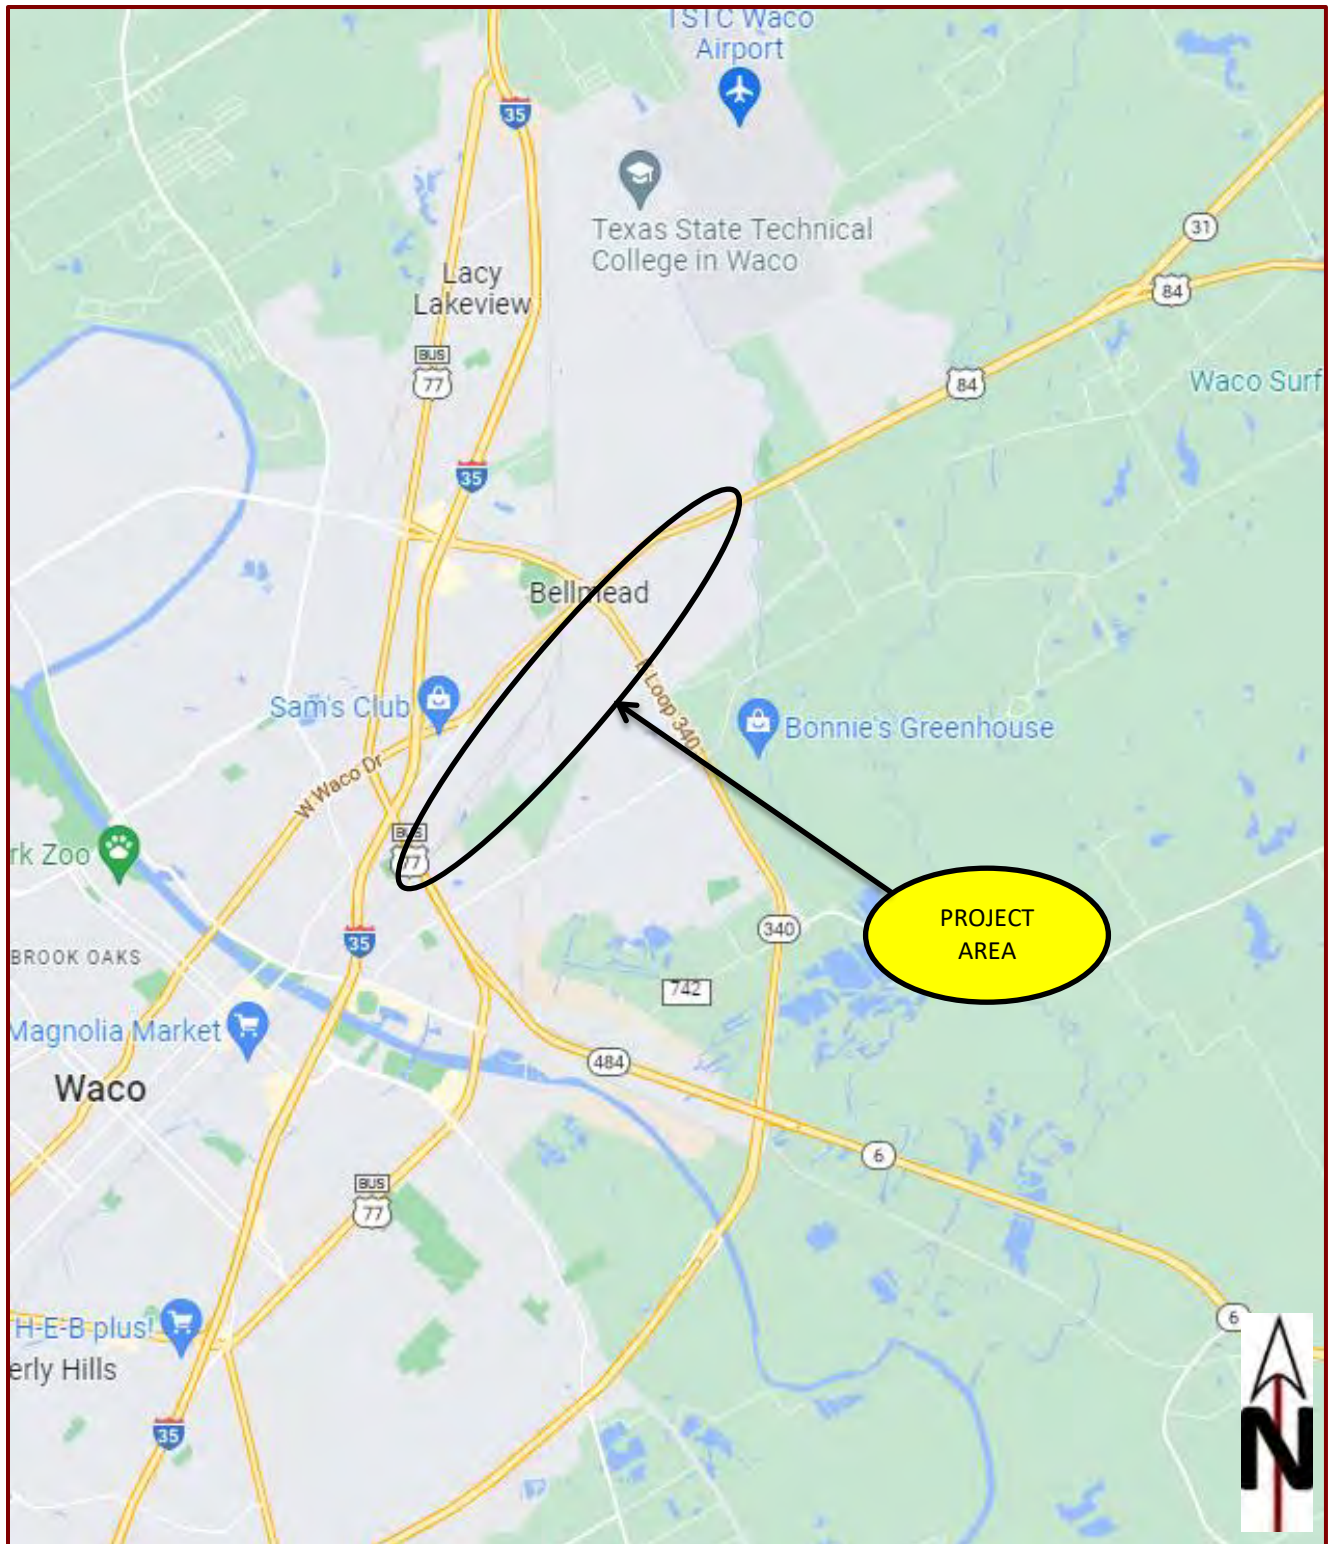 TSTC Waco
Airport
35
31
Texas State Technical
College in Waco
Lacy
Lakeview
84
BUS
77
84
Waco Surf
35
Bellmead
E Loop 340
Sam's Club
Bonnie's Greenhouse
W Waco Dr
BUS
77
rk Zoo
PROJECT
AREA
340
35
BROOK OAKS
742
Magnolia Market
484
Waco
6
BUS
77
6
H-E-B plus!
erly Hills
35
N